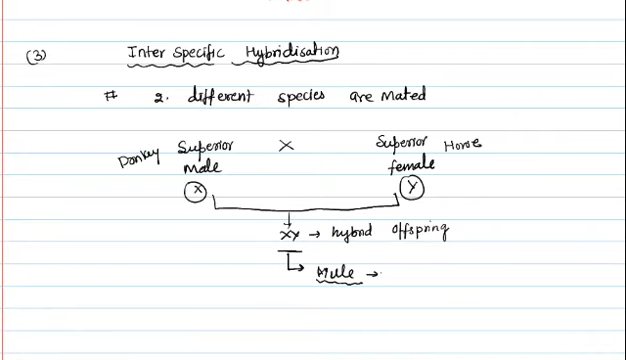 (3) Inter Specific Hybridisation
# 2. different species are Mated
Donkey Superior male X Superior female Horse
X Y
XY → hybrid offspring
Mule →